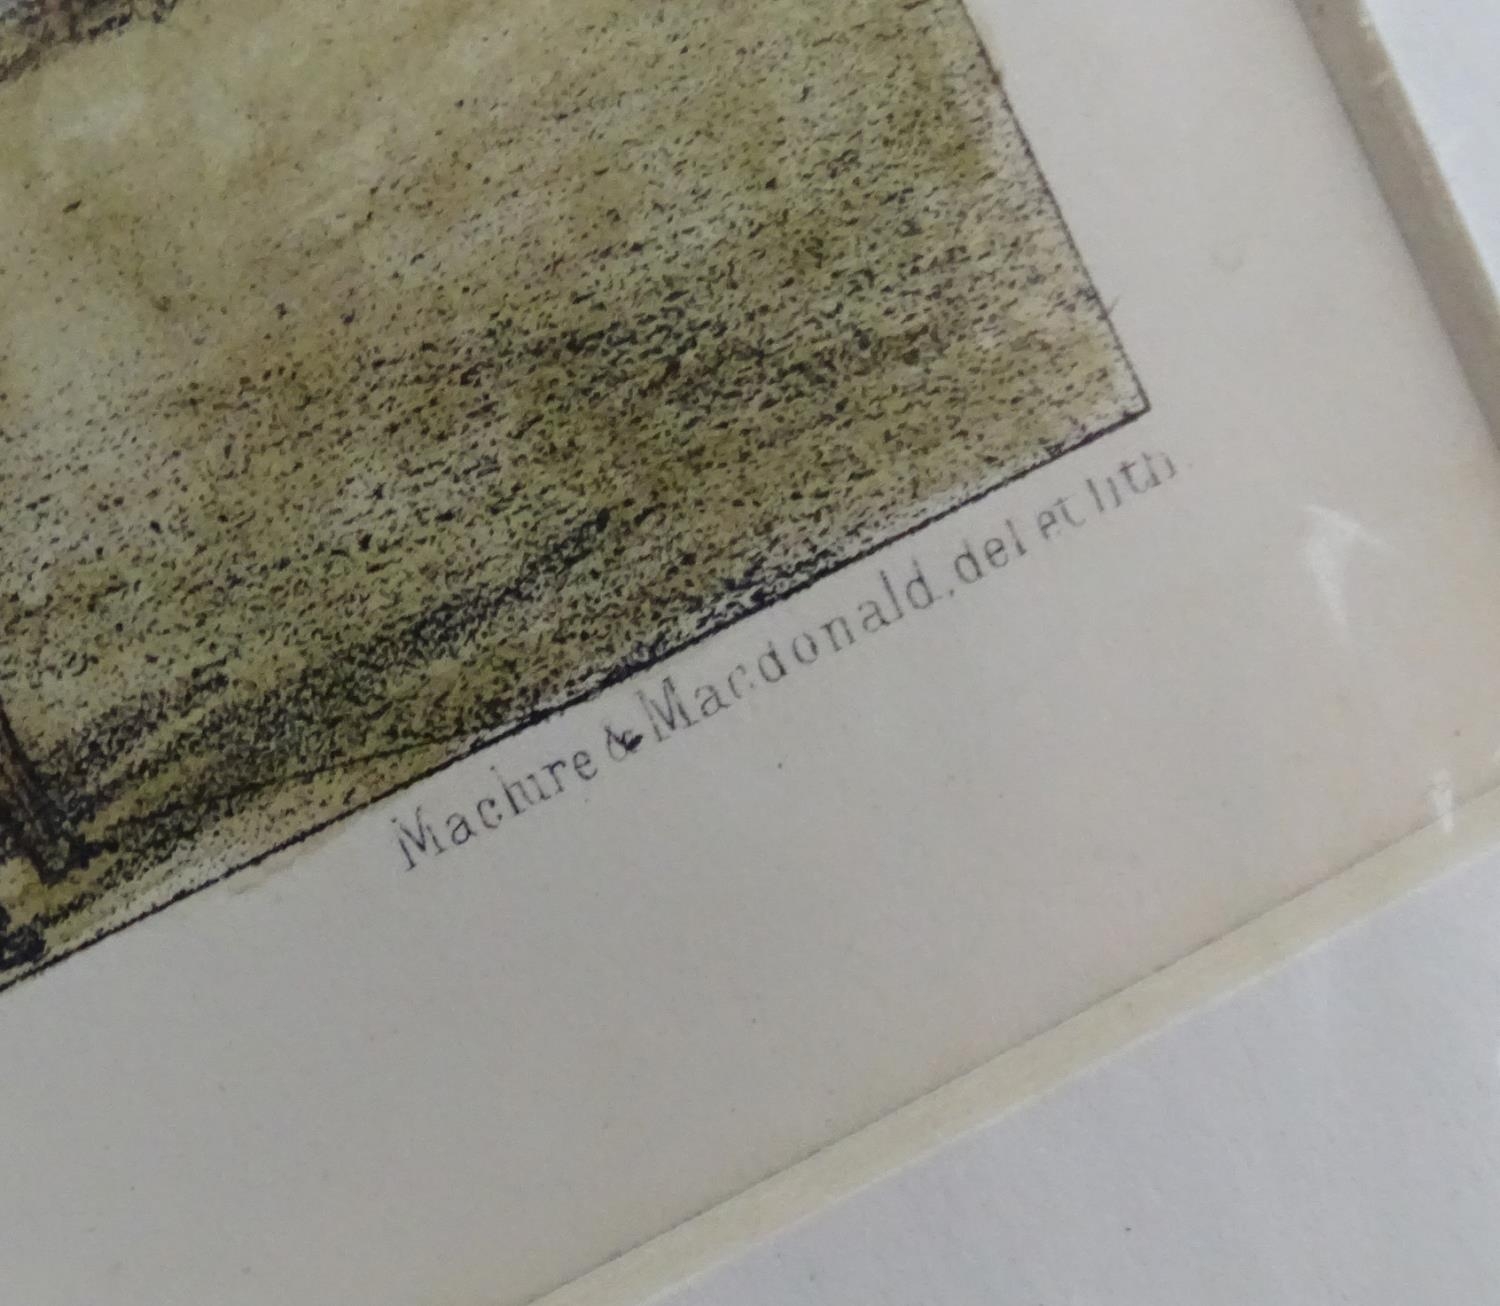 Maclure & Macdonald, del et lith.